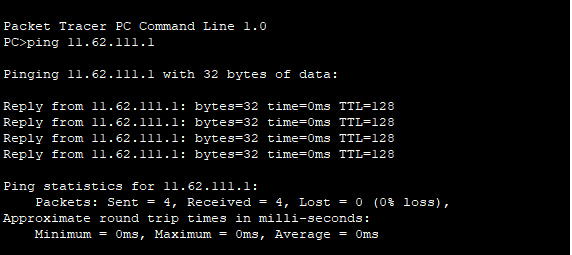 Packet Tracer PC Command Line 1.0
PC>ping 11.62.111.1
Pinging 11.62.111.1 with 32 bytes of data:
Reply from 11.62.111.1: bytes=32 time=0ms TTL=128
Reply from 11.62.111.1: bytes=32 time=0ms TTL=128
Reply from 11.62.111.1: bytes=32 time=0ms TTL=128
Reply from 11.62.111.1: bytes=32 time=0ms TTL=128
Ping statistics for 11.62.111.1:
Packets: Sent = 4, Received = 4, Lost = 0 (0% loss),
Approximate round trip times in milli-seconds:
Minimum = 0ms, Maximum = 0ms, Average = 0ms